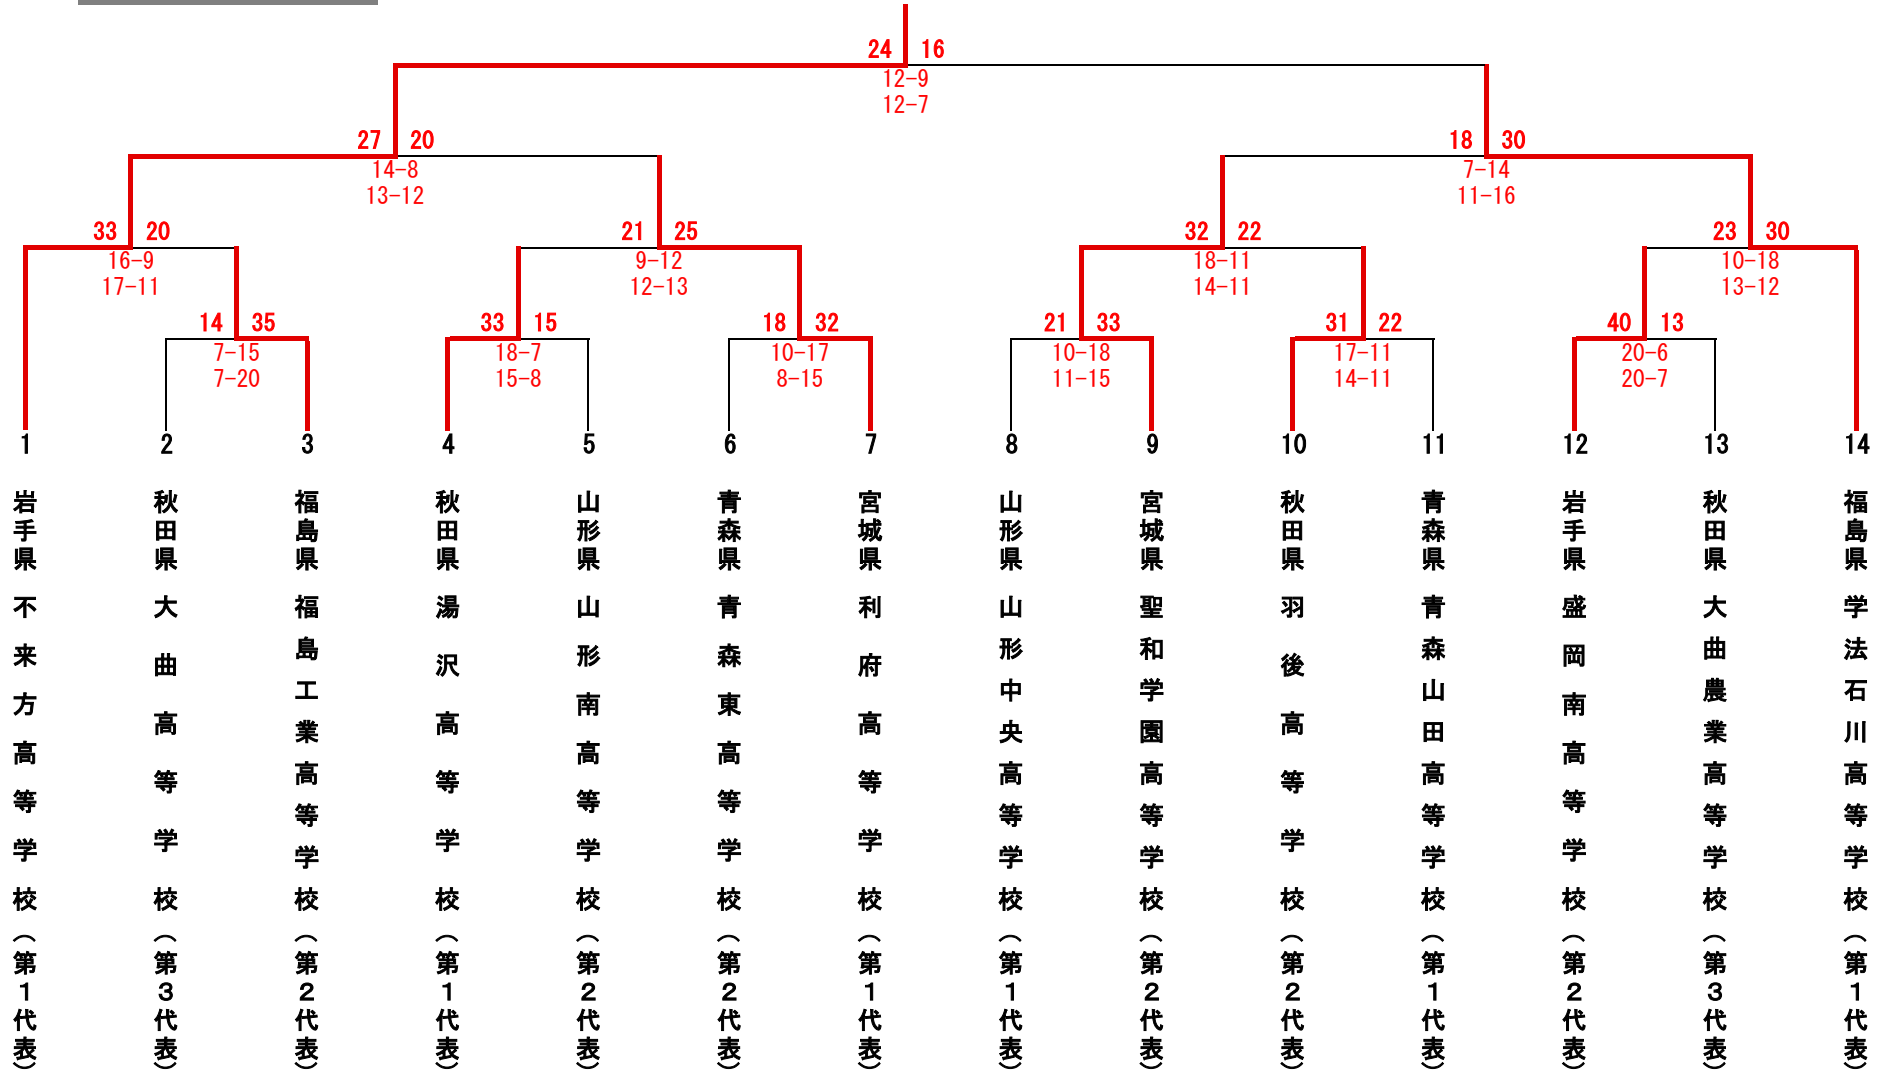 24 16
12-9
12-7
27 20
14-8
13-12
18 30
7-14
11-16
33 20
16-9
17-11
21 25
9-12
12-13
32 22
18-11
14-11
23 30
10-18
13-12
14 35
7-15
7-20
33 15
18-7
15-8
18 32
10-17
8-15
21 33
10-18
11-15
31 22
17-11
14-11
40 13
20-6
20-7
1 2 3 4 5 6 7 8 9 10 11 12 13 14
岩手県 不来方高等学校（第１代表）
秋田県 大曲高等学校（第３代表）
福島県 福島工業高等学校（第２代表）
秋田県 湯沢高等学校（第１代表）
山形県 山形南高等学校（第２代表）
青森県 青森東高等学校（第２代表）
宮城県 利府高等学校（第１代表）
山形県 山形中央高等学校（第１代表）
宮城県 聖和学園高等学校（第２代表）
秋田県 羽後高等学校（第２代表）
青森県 青森山田高等学校（第１代表）
岩手県 盛岡南高等学校（第２代表）
秋田県 大曲農業高等学校（第３代表）
福島県 学法石川高等学校（第１代表）